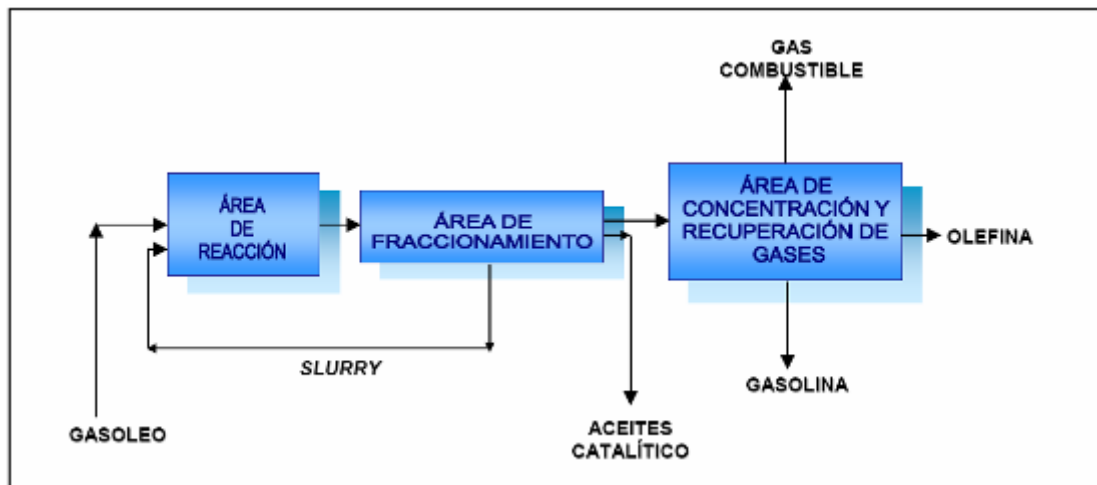 GAS
COMBUSTIBLE
ÁREA
DE
REACCIÓN
ÁREA DE
FRACCIONAMIENTO
ÁREA DE
CONCENTRACIÓN Y
RECUPERACIÓN DE
GASES
OLEFINA
SLURRY
GASOLINA
GASOLEO
ACEITES
CATALÍTICO